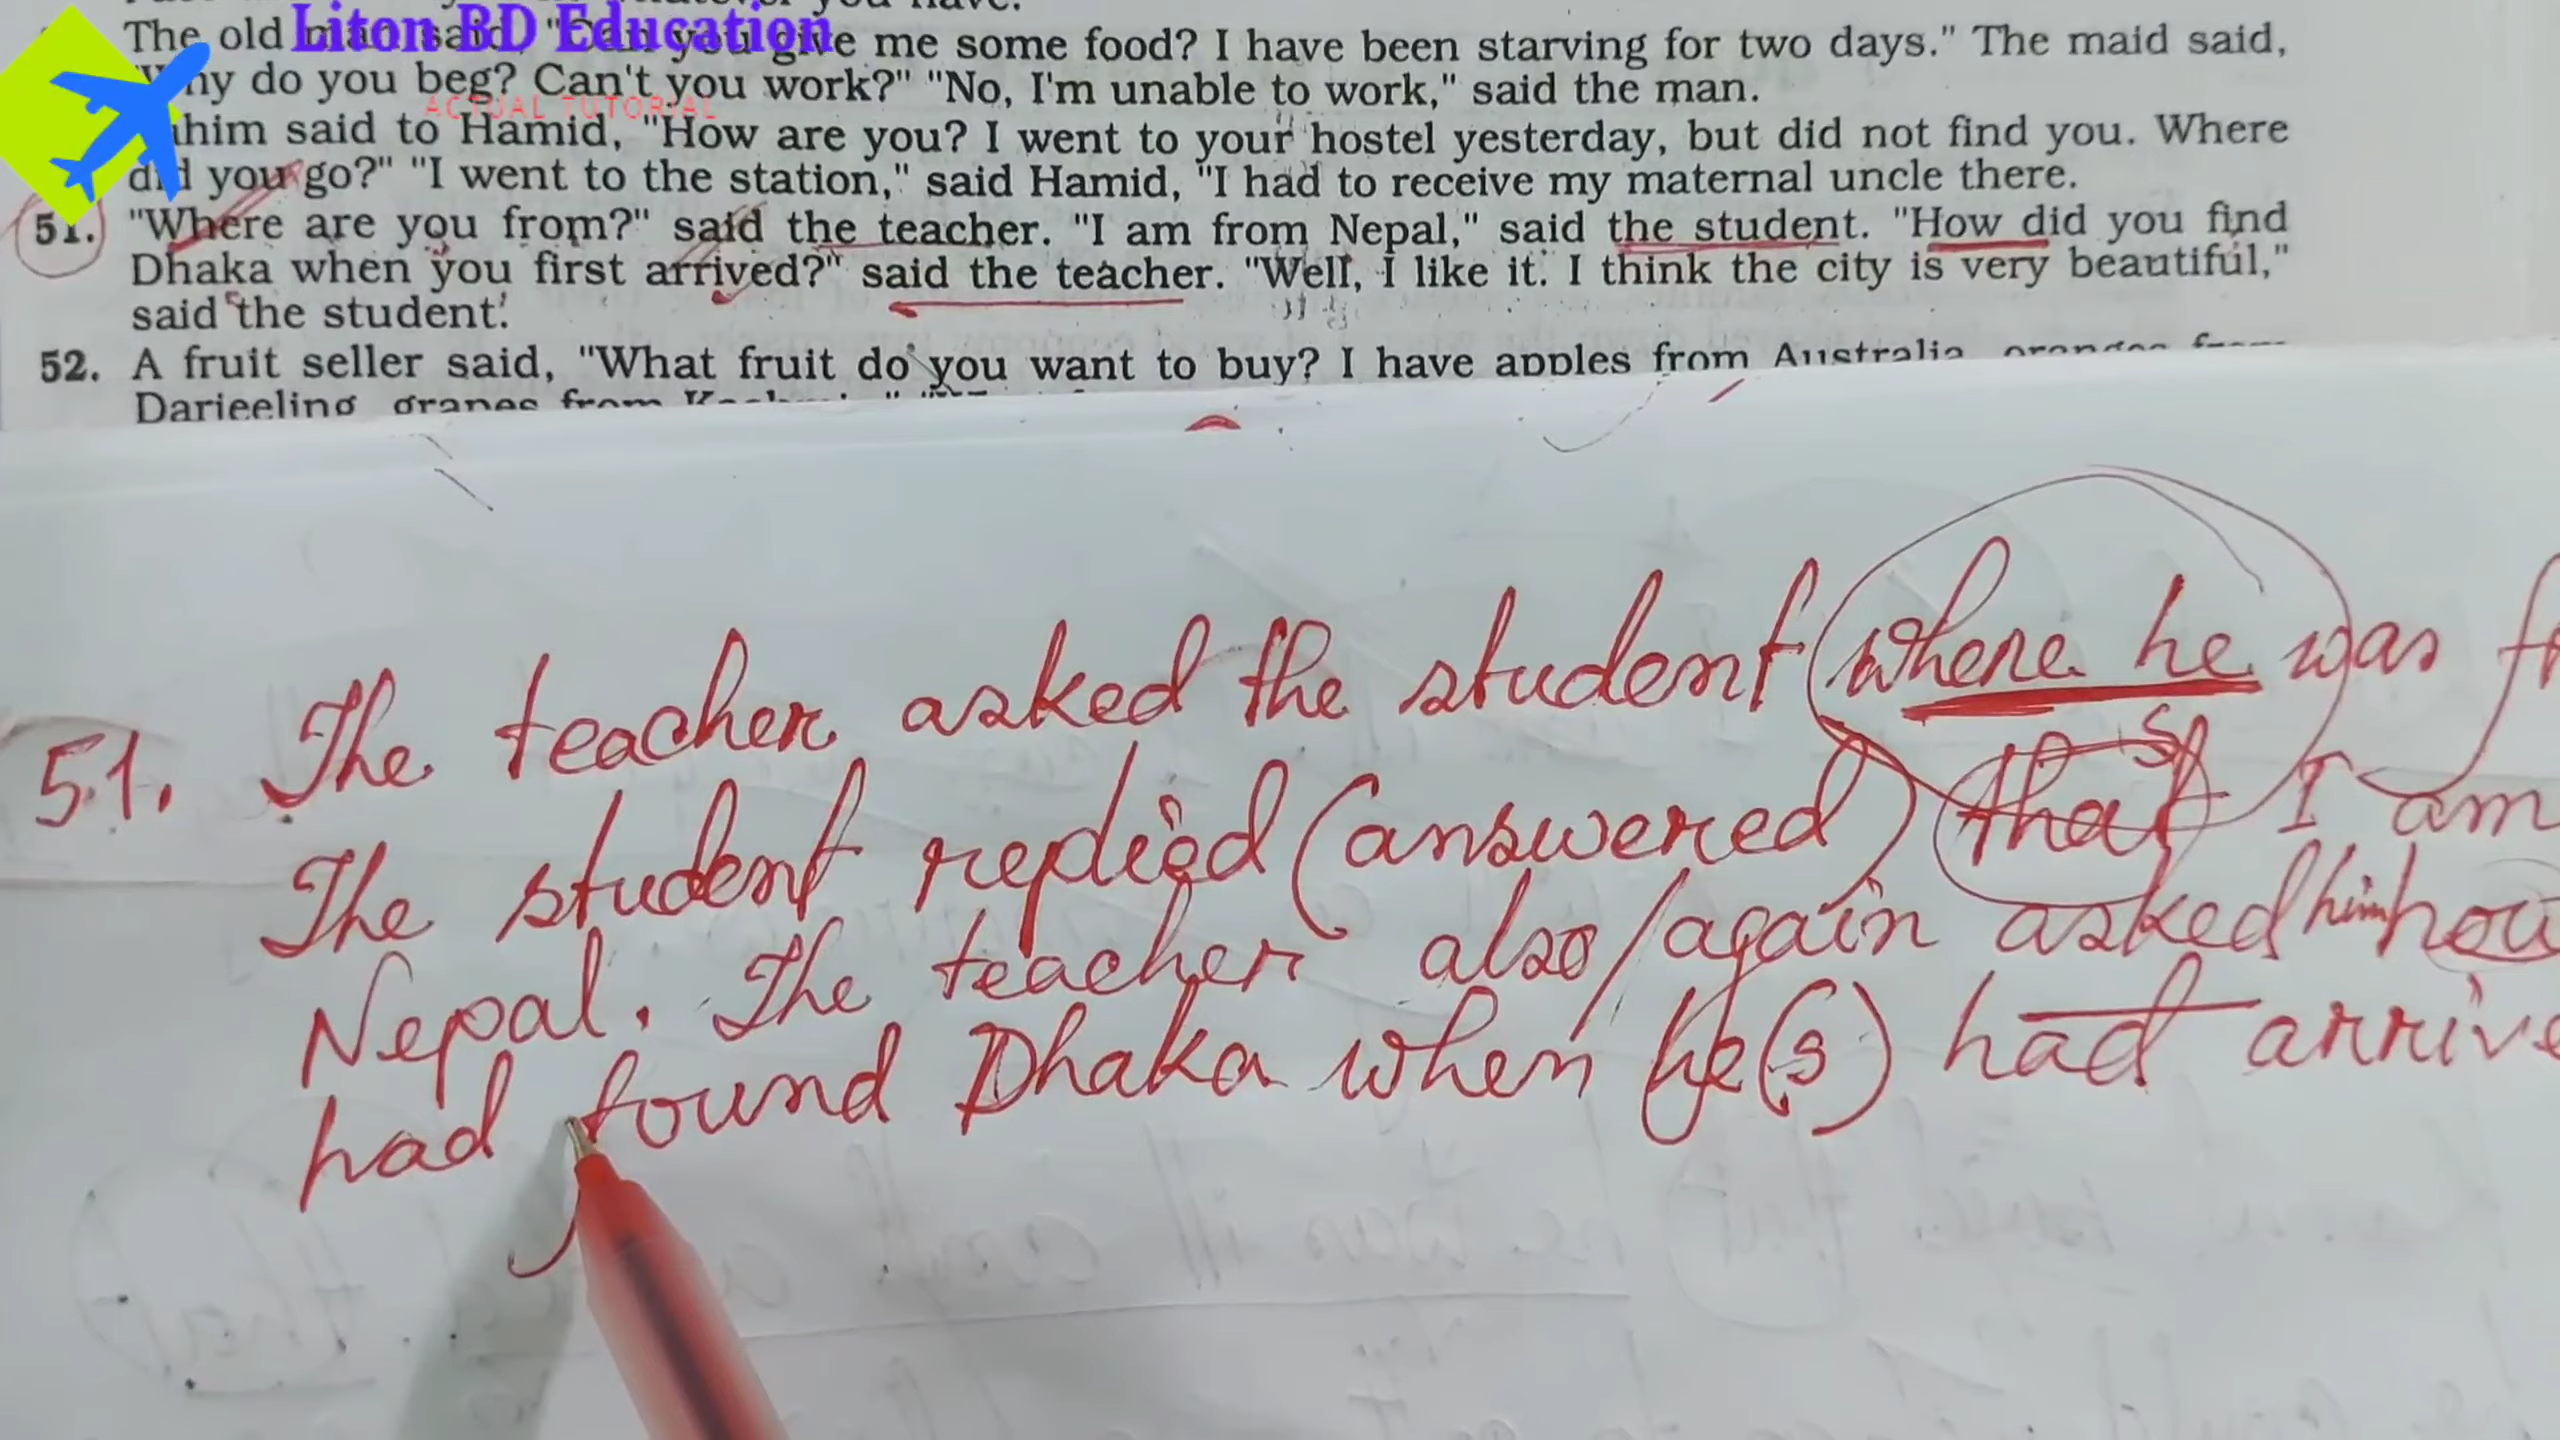 Liton BD Education
The old said, you give me some food? I have been starving for two days." The maid said,
do you beg? Can't you work?" "No, I'm unable to work," said the man.
ACTUAL TUTORIAL
said to Hamid, "How are you? I went to your hostel yesterday, but did not find you. Where
did you go?" "I went to the station," said Hamid, "I had to receive my maternal uncle there.
51. "Where are you from?" said the teacher. "I am from Nepal," said the student. "How did you find
Dhaka when you first arrived?" said the teacher. "Well, I like it. I think the city is very beautiful,"
said the student.
52. A fruit seller said, "What fruit do you want to buy? I have apples from Australia
Darjeeling grapes from
51. The teacher asked the student where he was
The student replied (answered) that I am
Nepal. The teacher also/again asked him
had found Dhaka when he(s) had